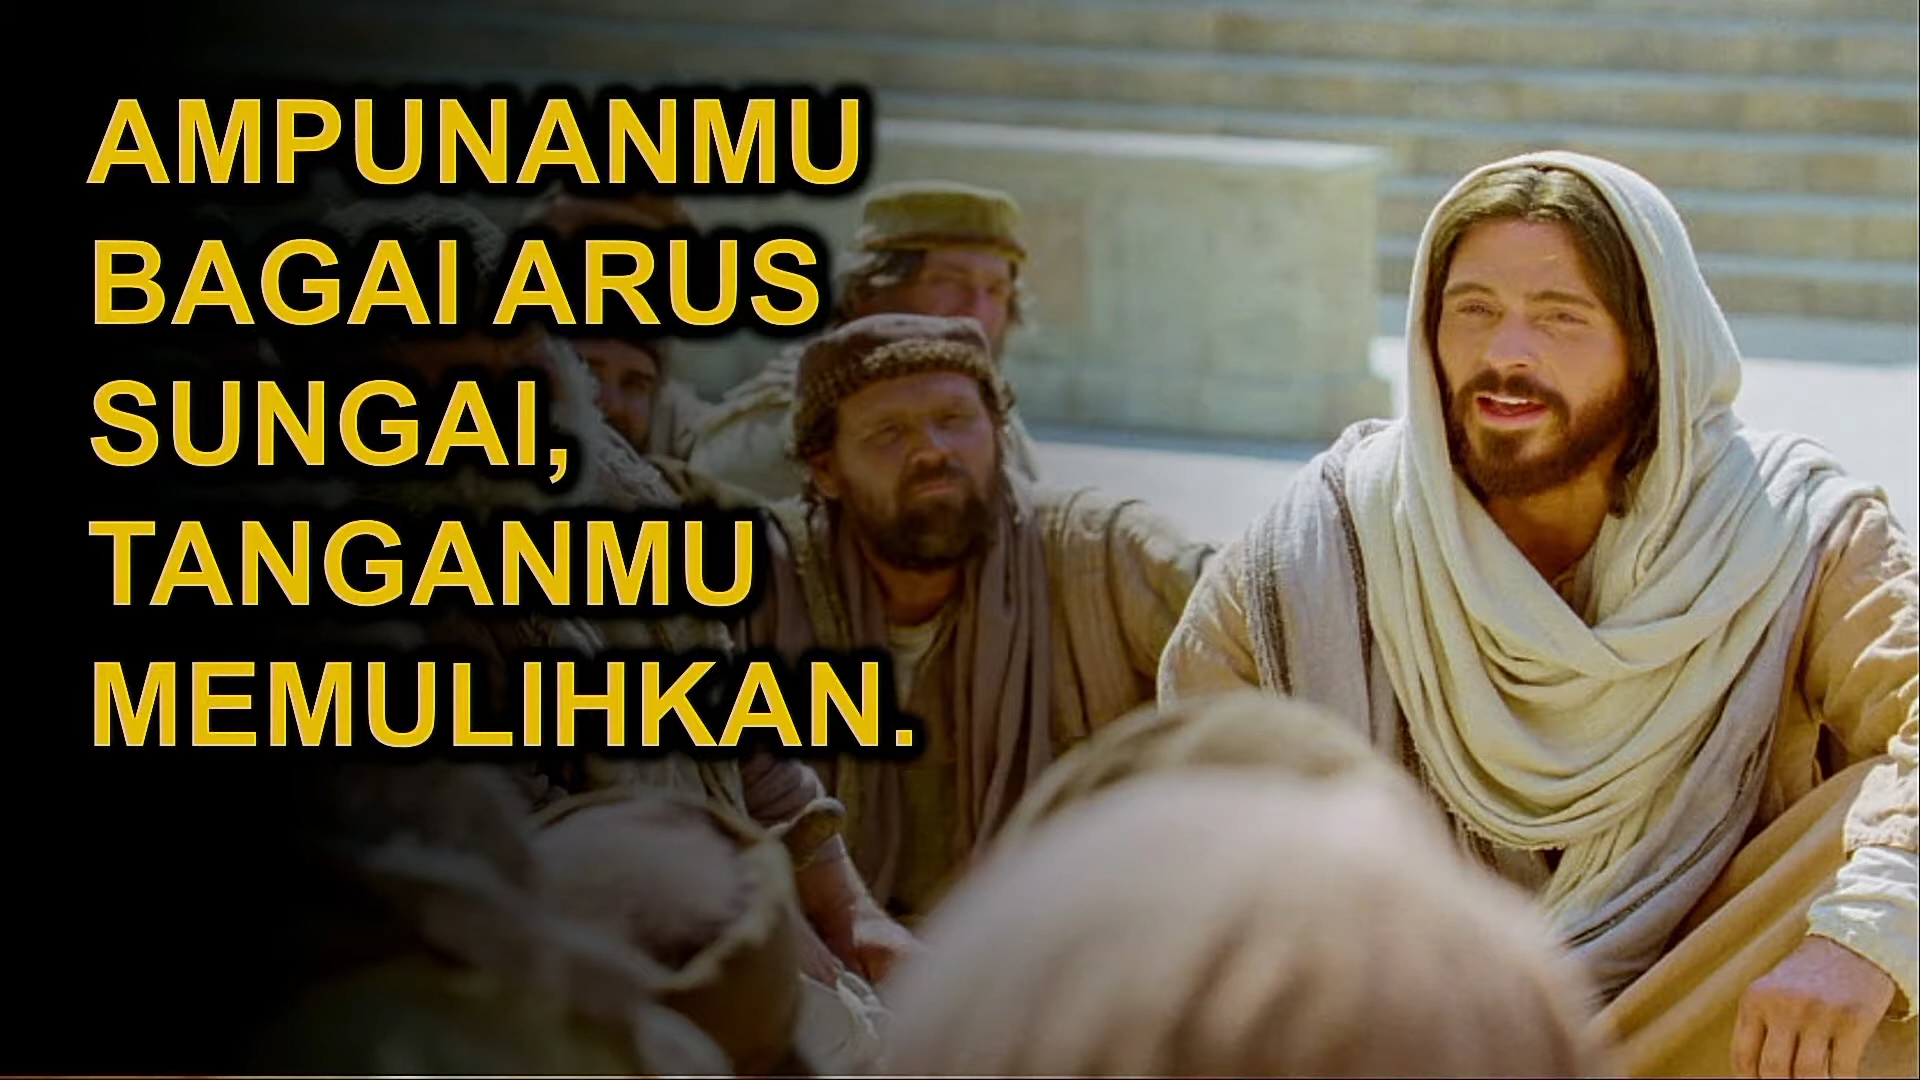 AMPUNANMU
BAGAI ARUS
SUNGAI,
TANGANMU
MEMULIHKAN.